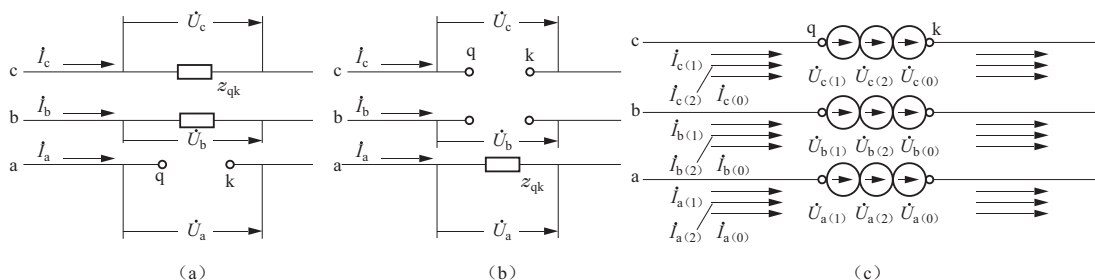 U̇c
İc
c
zqk
İb
b
U̇b
İa
a
q k
U̇a
(a)
U̇c
q
İc k
c
İb
b
U̇b
İa
a
zqk
U̇a
(b)
c q k
İc(1) U̇c(1) U̇c(2) U̇c(0)
İc(2) İc(0)
b
İb(1) U̇b(1) U̇b(2) U̇b(0)
İb(2) İb(0)
a
İa(1) U̇a(1) U̇a(2) U̇a(0)
İa(2) İa(0)
(c)